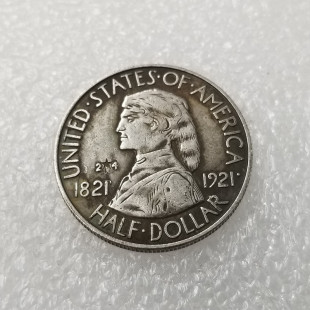 UNITED·STATES·OF·AMERICA
2★4
1821 1921
HALF·DOLLAR